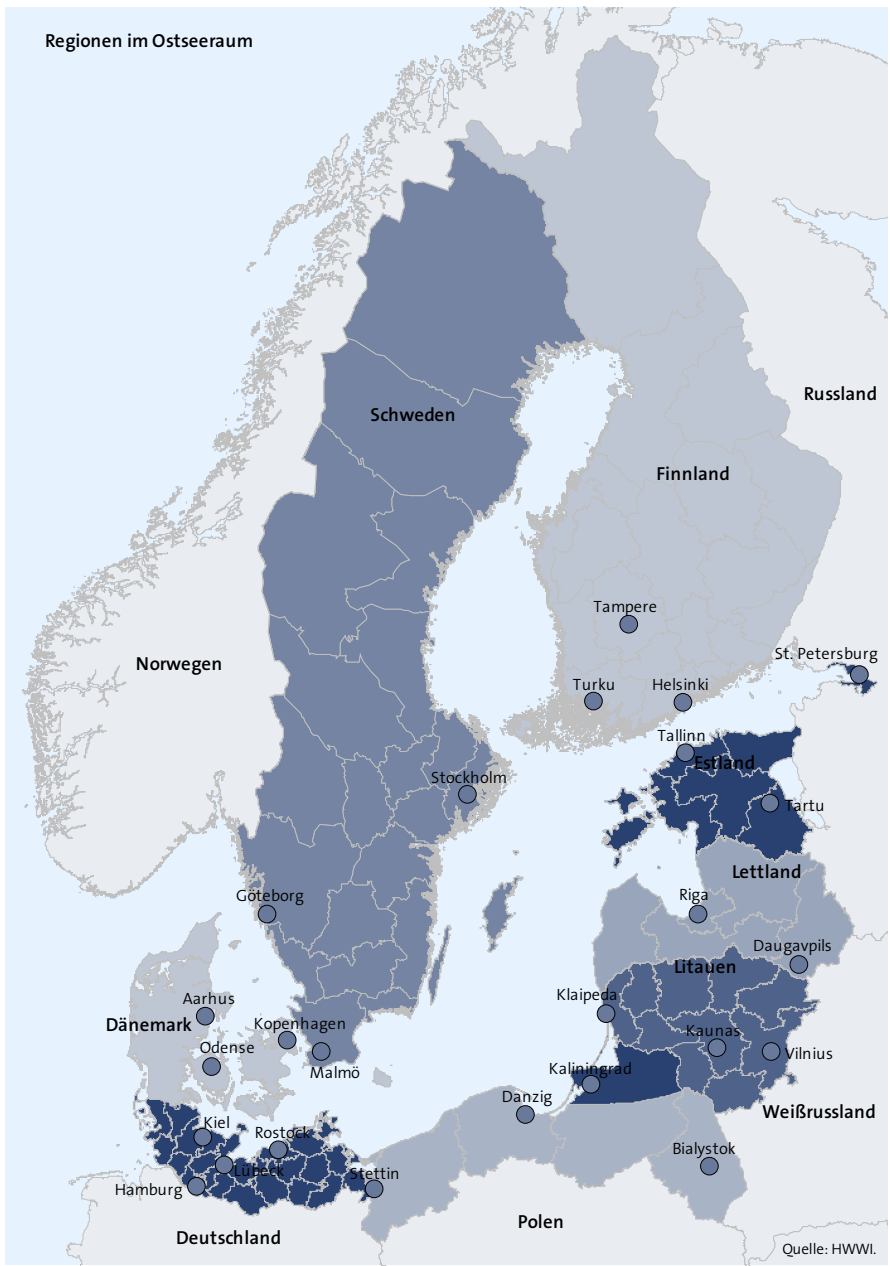 Regionen im Ostseeraum
Russland
Schweden
Finnland
Tampere
St. Petersburg
Norwegen
Turku
Helsinki
Tallinn
Estland
Stockholm
Tartu
Lettland
Göteborg
Riga
Daugavpils
Litauen
Klaipeda
Aarhus
Dänemark
Kopenhagen
Kaunas
Odense
Vilnius
Malmö
Kaliningrad
Danzig
Weißrussland
Kiel
Rostock
Bialystok
Lübeck
Stettin
Hamburg
Polen
Deutschland
Quelle: HWWI.